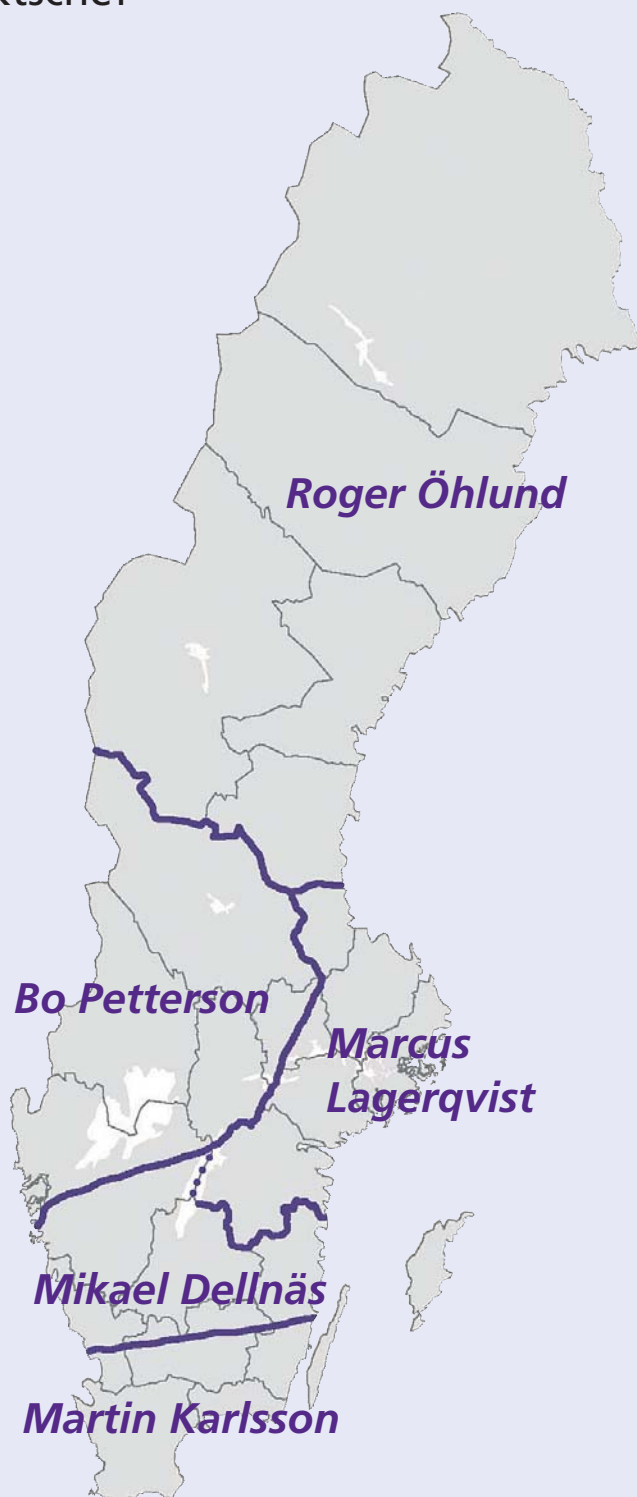 Roger Öhlund
Bo Petterson
Marcus
Lagerqvist
Mikael Dellnäs
Martin Karlsson